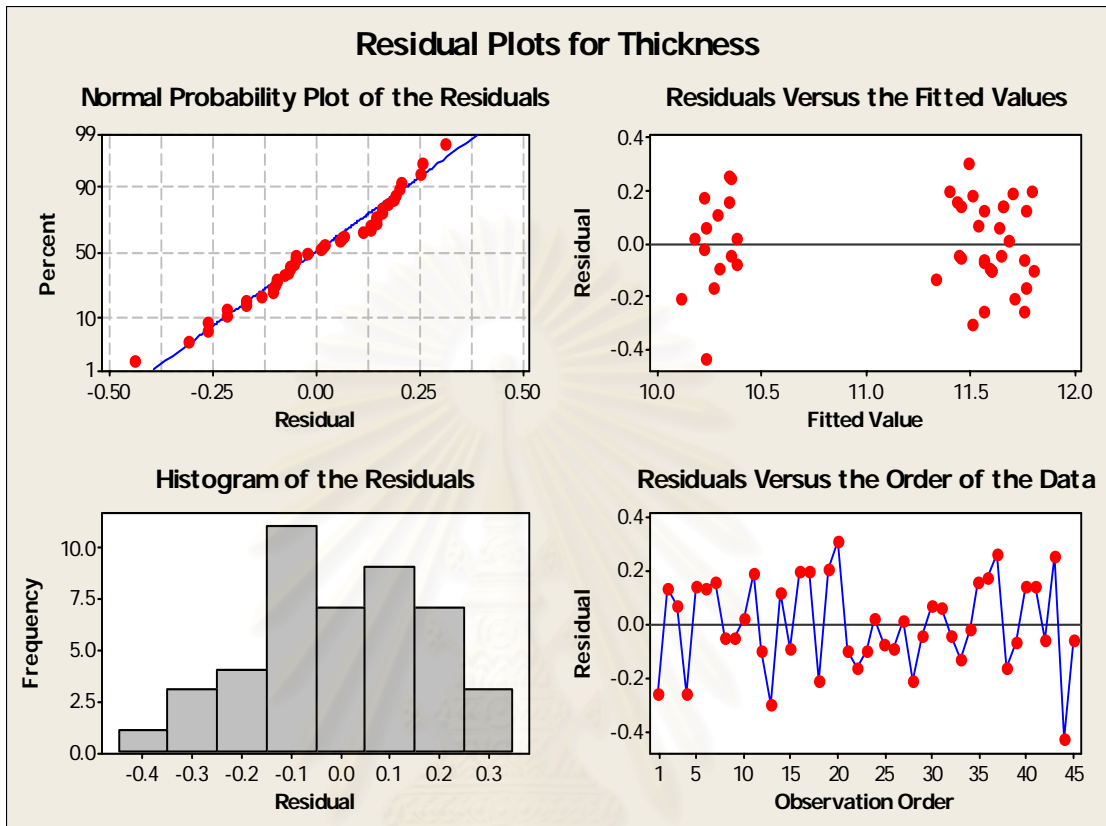 Residual Plots for Thickness
Normal Probability Plot of the Residuals
Percent
99
90
50
10
1
-0.50 -0.25 0.00 0.25 0.50
Residual
Residuals Versus the Fitted Values
Residual
0.4
0.2
0.0
-0.2
-0.4
10.0 10.5 11.0 11.5 12.0
Fitted Value
Histogram of the Residuals
Frequency
10.0
7.5
5.0
2.5
0.0
-0.4 -0.3 -0.2 -0.1 0.0 0.1 0.2 0.3
Residual
Residuals Versus the Order of the Data
Residual
0.4
0.2
0.0
-0.2
-0.4
1 5 10 15 20 25 30 35 40 45
Observation Order